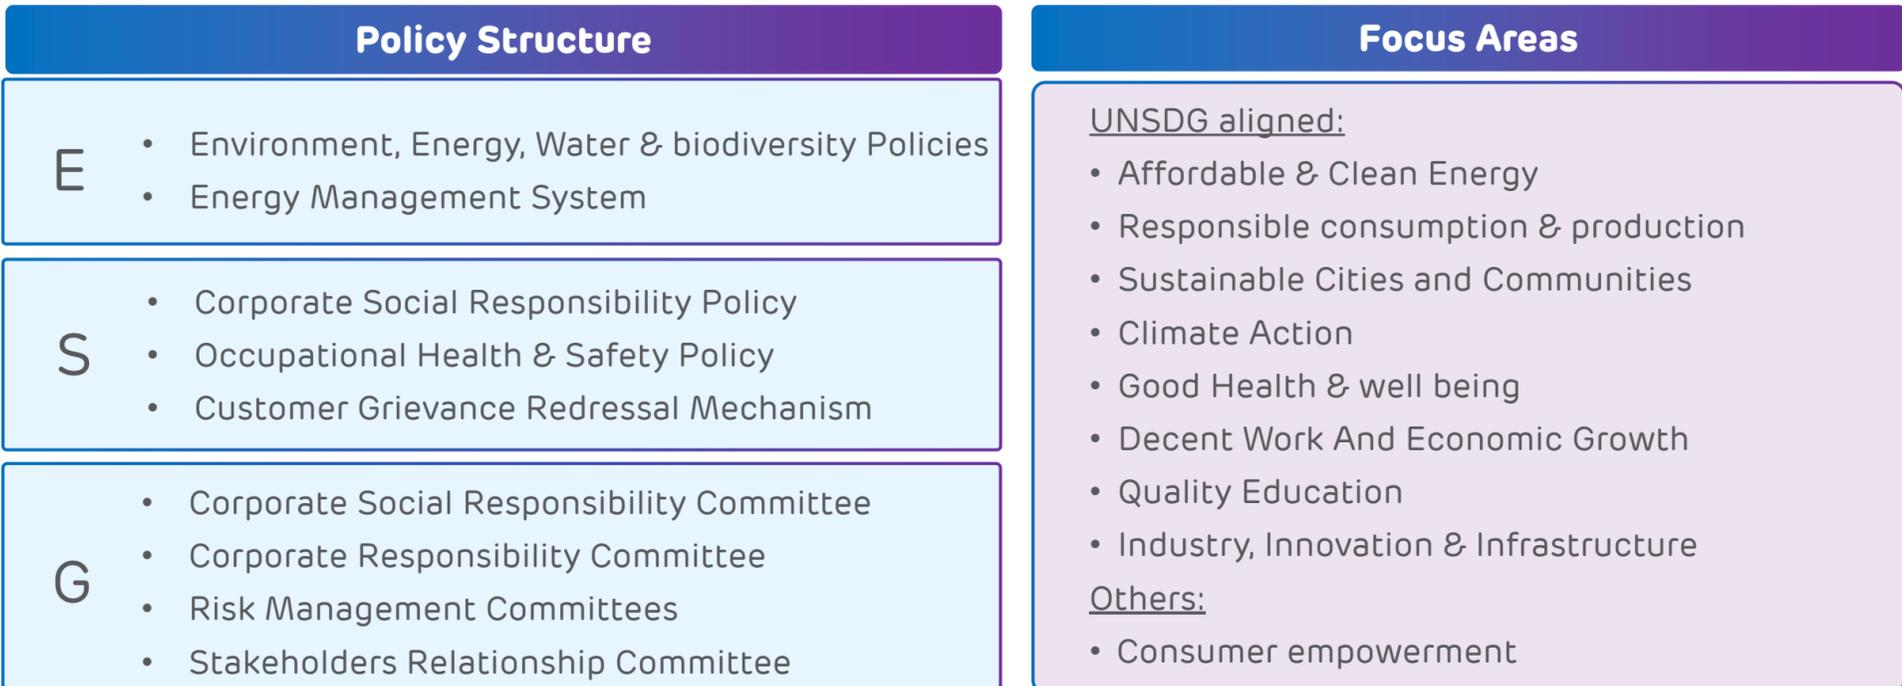 Policy Structure
E
• Environment, Energy, Water & biodiversity Policies
• Energy Management System
S
• Corporate Social Responsibility Policy
• Occupational Health & Safety Policy
• Customer Grievance Redressal Mechanism
G
• Corporate Social Responsibility Committee
• Corporate Responsibility Committee
• Risk Management Committees
• Stakeholders Relationship Committee
Focus Areas
UNSDG aligned:
• Affordable & Clean Energy
• Responsible consumption & production
• Sustainable Cities and Communities
• Climate Action
• Good Health & well being
• Decent Work And Economic Growth
• Quality Education
• Industry, Innovation & Infrastructure
Others:
• Consumer empowerment